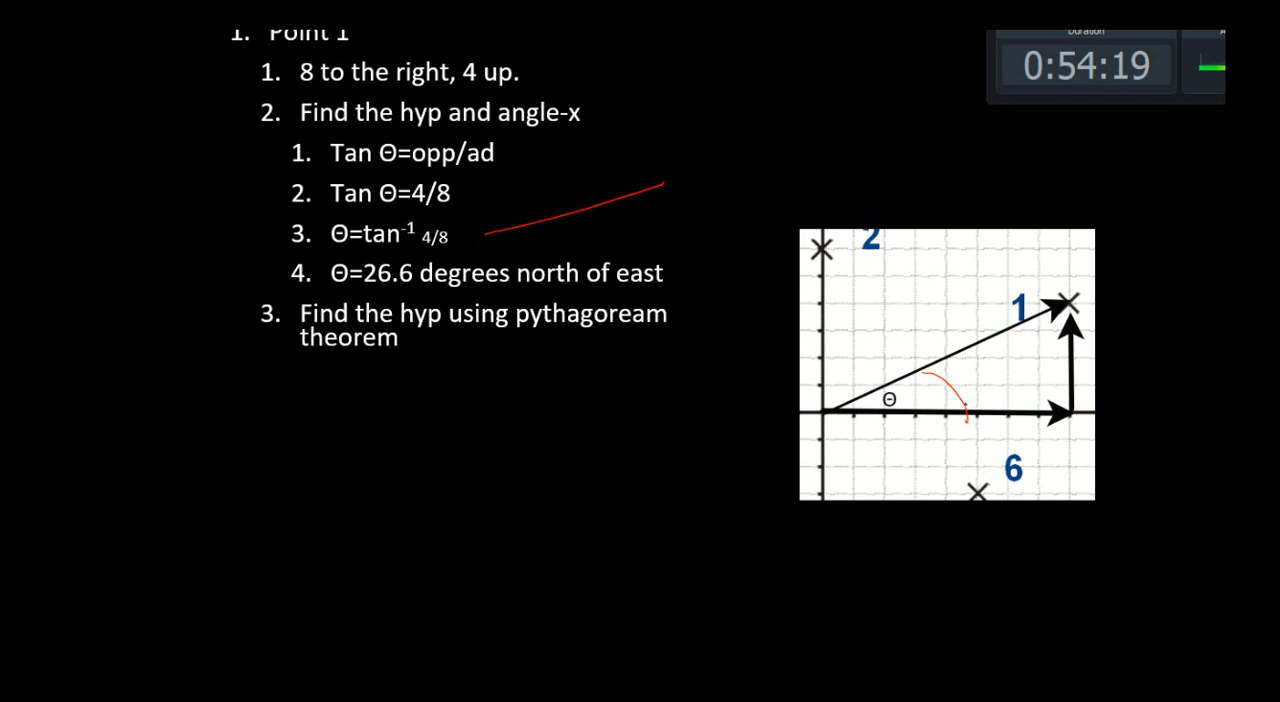 1. Point 1
1. 8 to the right, 4 up.
2. Find the hyp and angle-x
1. Tan Θ=opp/ad
2. Tan Θ=4/8
3. Θ=tan⁻¹ 4/8
4. Θ=26.6 degrees north of east
3. Find the hyp using pythagoream
theorem
Duration
0:54:19
2
1
Θ
6